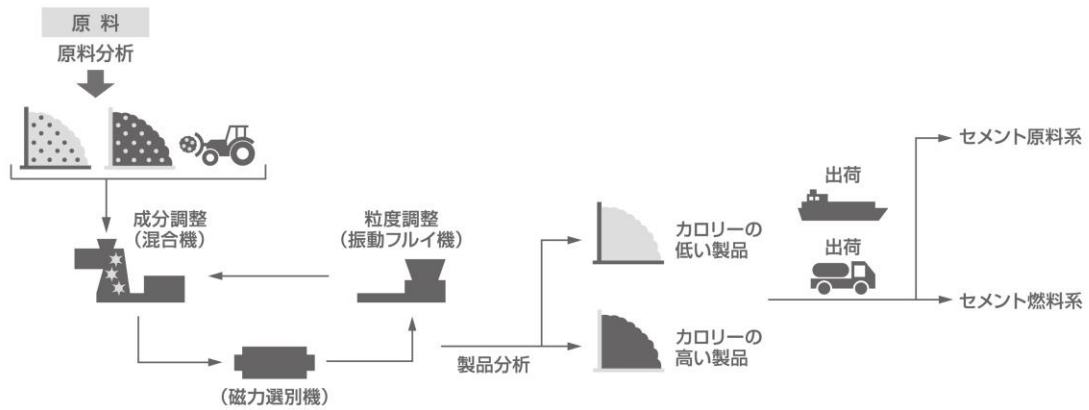 原料
原料分析
成分調整
（混合機）
粒度調整
（振動フルイ機）
（磁力選別機）
製品分析
カロリーの
低い製品
カロリーの
高い製品
出荷
出荷
セメント原料系
セメント燃料系